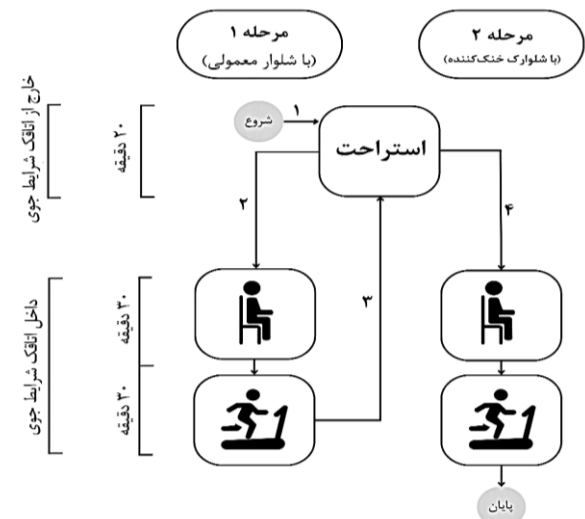 مرحله ۱
(با شلوار معمولی)
مرحله ۲
(با شلوارک خنک‌کننده)
خارج از اتاقک شرایط جوی
۲۰ دقیقه
شروع
۱
استراحت
۲
۳
۴
داخل اتاقک شرایط جوی
۳۰ دقیقه
۳۰ دقیقه
پایان